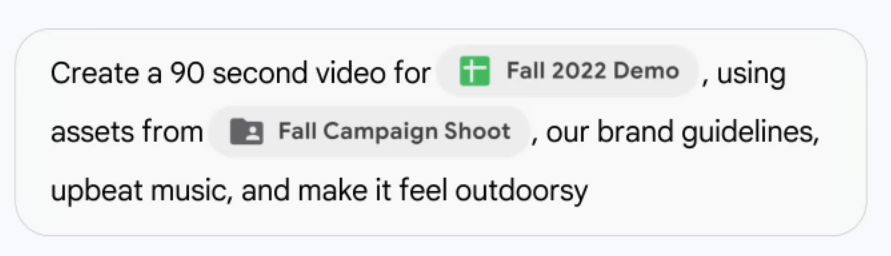 Create a 90 second video for Fall 2022 Demo , using
assets from Fall Campaign Shoot , our brand guidelines,
upbeat music, and make it feel outdoorsy